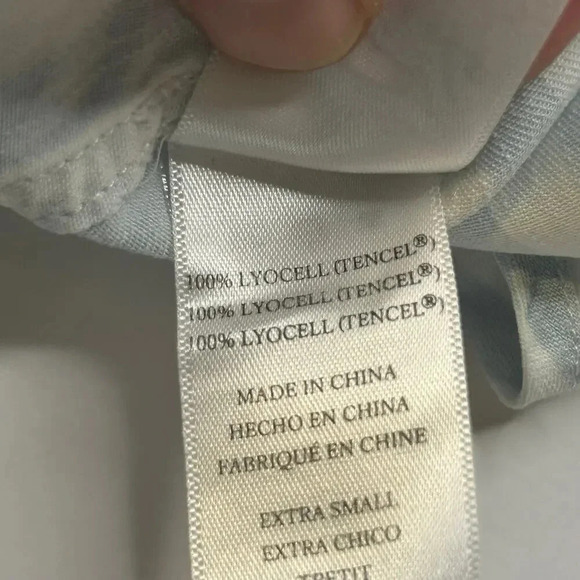 100% LYOCELL (TENCEL®)
100% LYOCELL (TENCEL®)
100% LYOCELL (TENCEL®)
MADE IN CHINA
HECHO EN CHINA
FABRIQUÉ EN CHINE
EXTRA SMALL
EXTRA CHICO